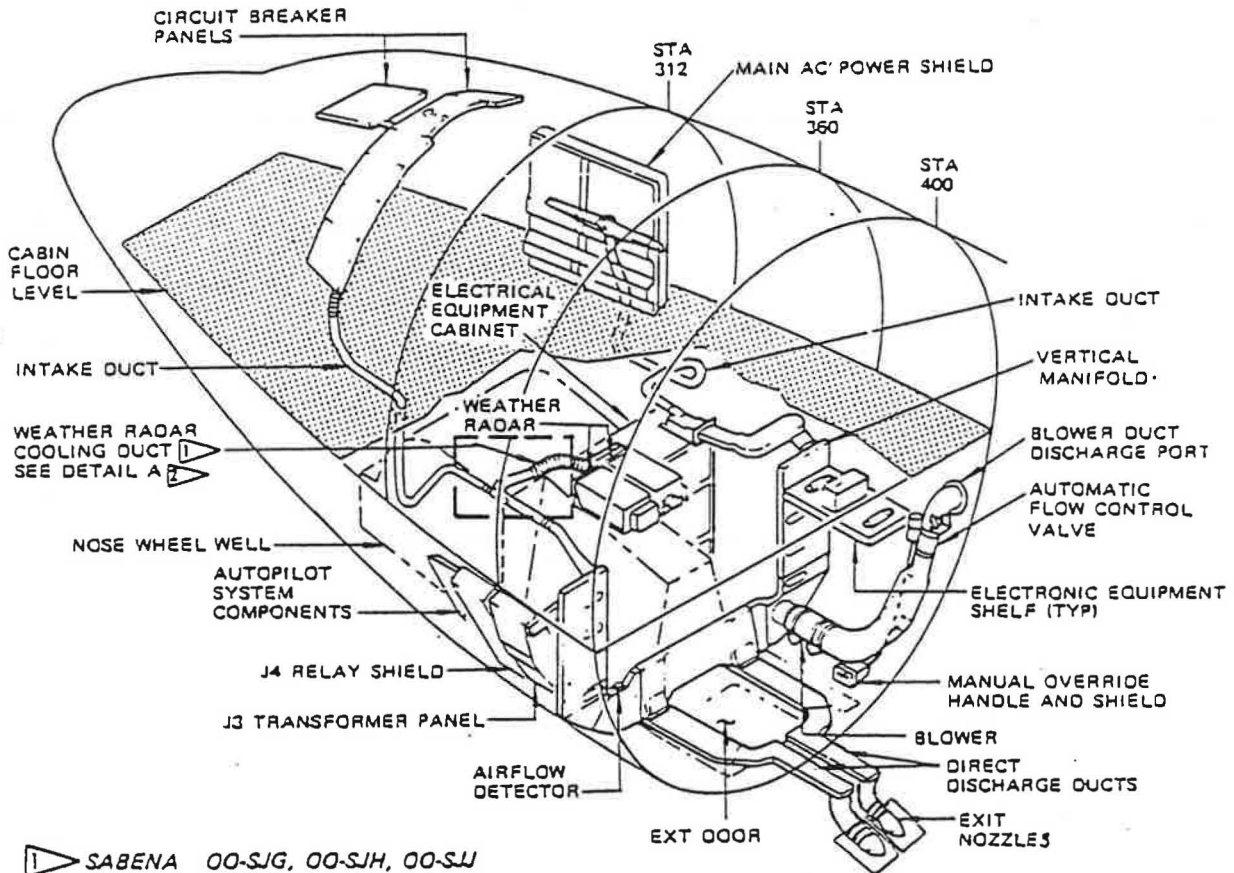 CIRCUIT BREAKER
PANELS
STA
312
MAIN AC POWER SHIELD
STA
360
STA
400
CABIN
FLOOR
LEVEL
ELECTRICAL
EQUIPMENT
CABINET
INTAKE DUCT
INTAKE DUCT
VERTICAL
MANIFOLD
WEATHER
RADAR
WEATHER RADAR
COOLING DUCT 1
SEE DETAIL A 2
BLOWER DUCT
DISCHARGE PORT
AUTOMATIC
FLOW CONTROL
VALVE
NOSE WHEEL WELL
AUTOPILOT
SYSTEM
COMPONENTS
ELECTRONIC EQUIPMENT
SHELF (TYP)
J4 RELAY SHIELD
MANUAL OVERRIDE
HANDLE AND SHIELD
J3 TRANSFORMER PANEL
BLOWER
AIRFLOW
DETECTOR
DIRECT
DISCHARGE DUCTS
EXT DOOR
EXIT
NOZZLES
1 SABENA OO-SJG, OO-SJH, OO-SJJ